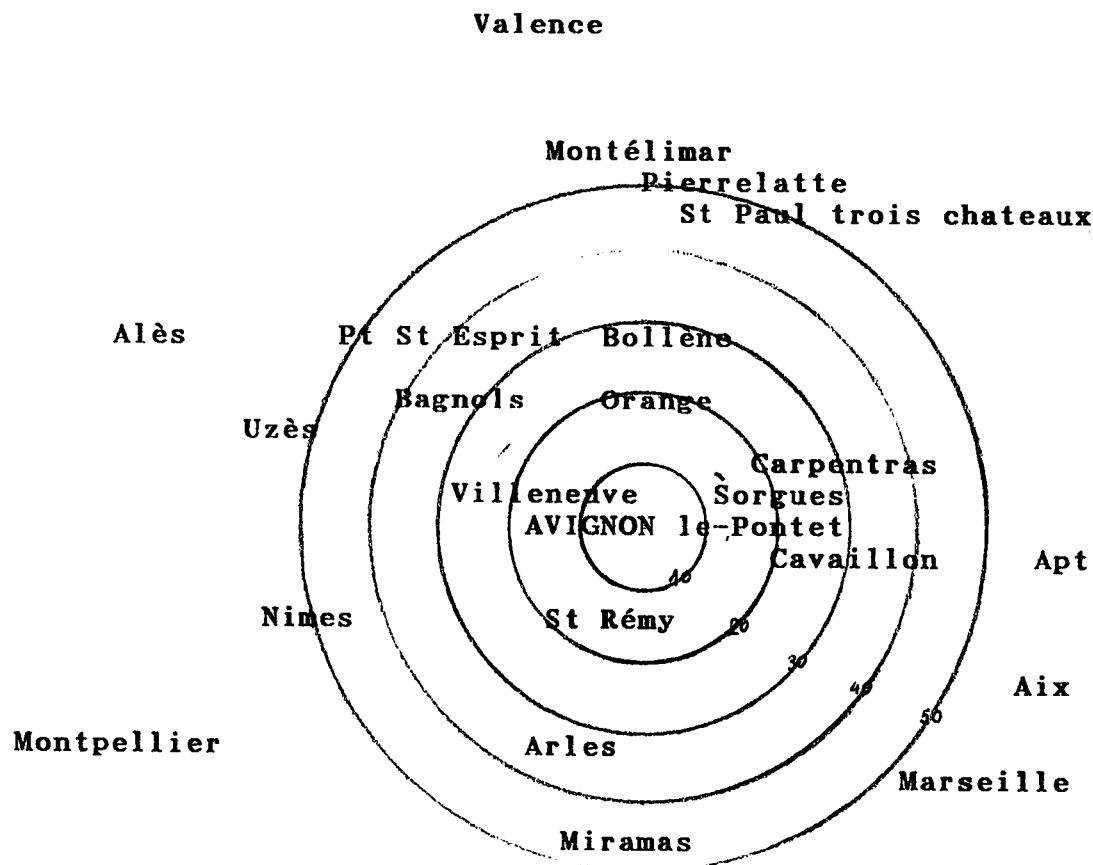 Valence
Montélimar
Pierrelatte
St Paul trois chateaux
Alès Pt St Esprit Bollène
Bagnols Orange
Uzès
Carpentras
Villeneuve Sorgues
AVIGNON le-Pontet
Cavaillon Apt
10
Nimes St Rémy 20
30
40 Aix
50
Montpellier Arles
Marseille
Miramas